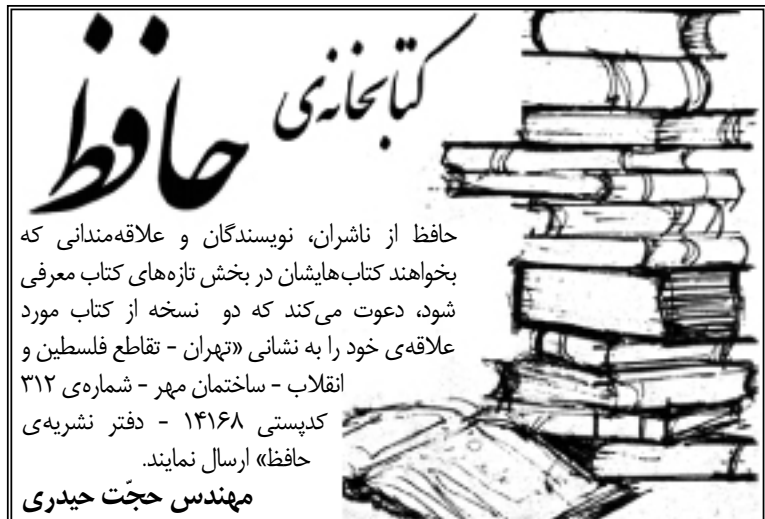 کتابخانه‌ی
حافظ
حافظ از ناشران، نویسندگان و علاقه‌مندانی که
بخواهند کتاب‌هایشان در بخش تازه‌های کتاب معرفی
شود، دعوت می‌کند که دو نسخه از کتاب مورد
علاقه‌ی خود را به نشانی «تهران - تقاطع فلسطین و
انقلاب - ساختمان مهر - شماره‌ی ۳۱۲
کدپستی ۱۴۱۶۸ - دفتر نشریه‌ی
حافظ» ارسال نمایند.
مهندس حجّت حیدری